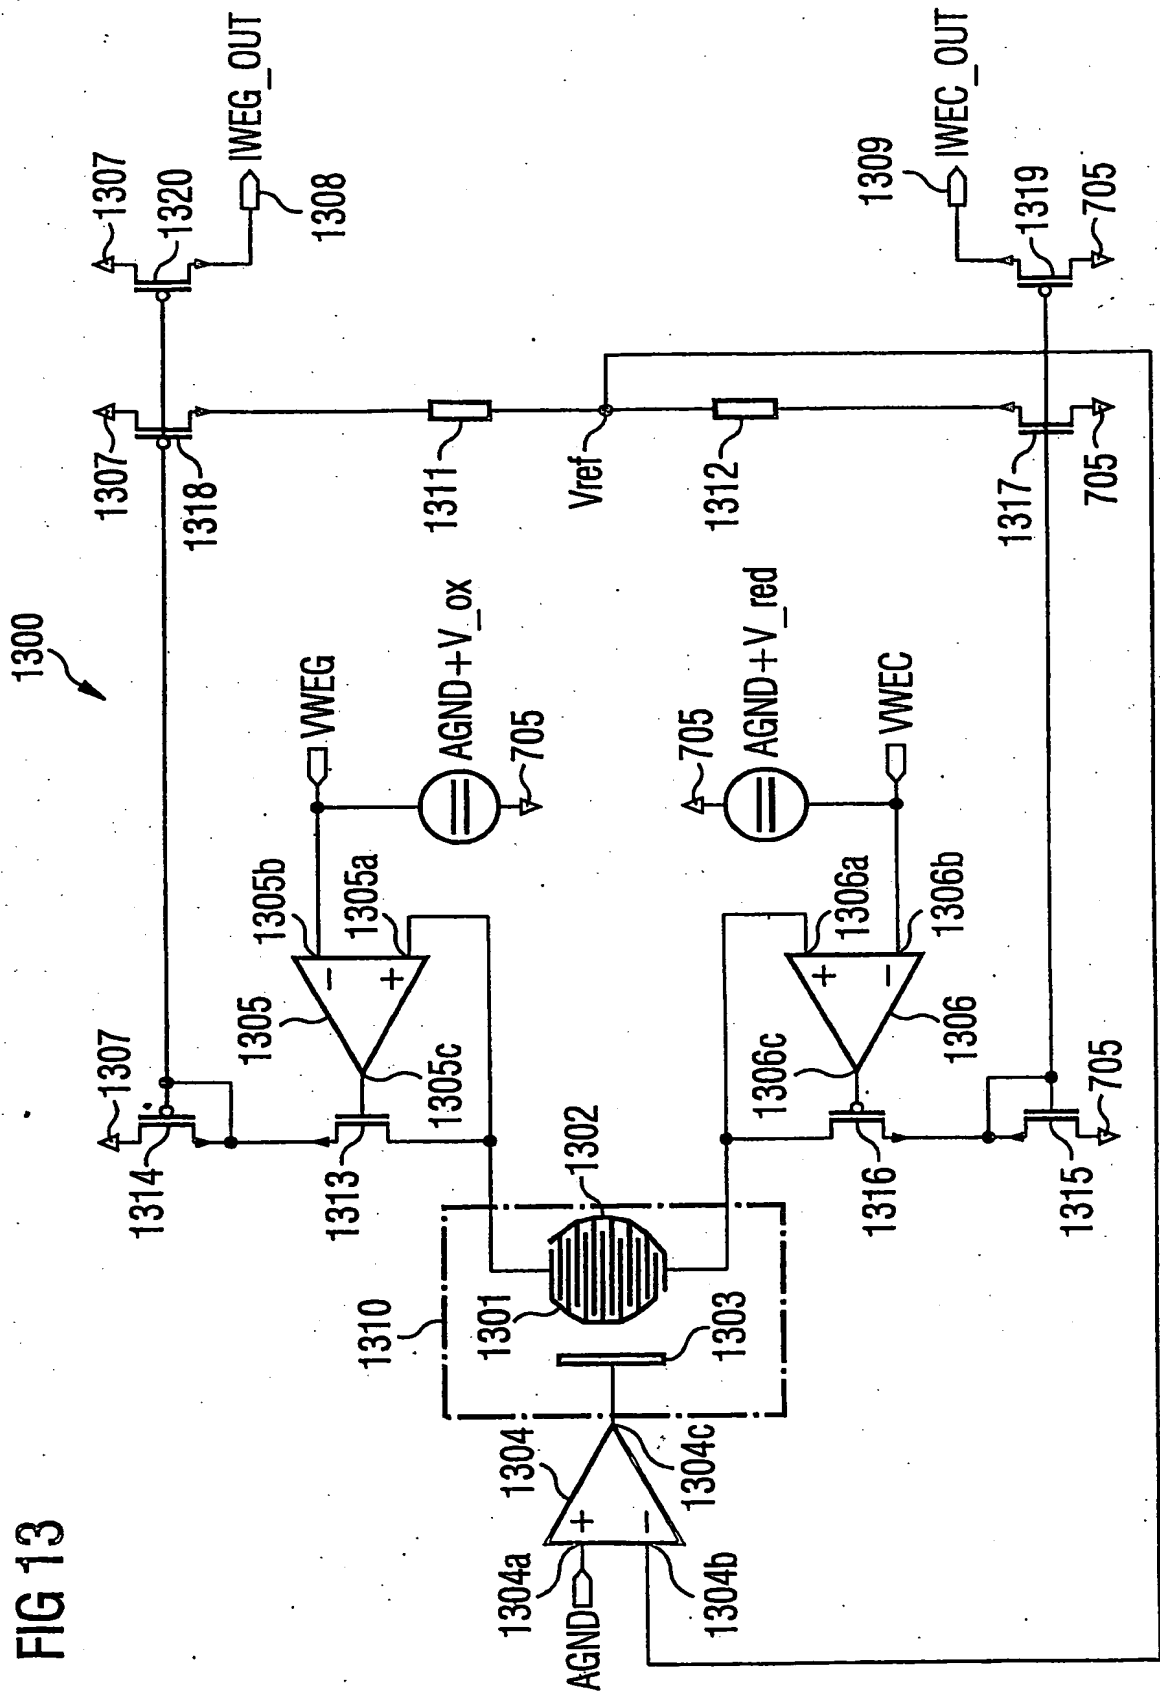 FIG 13
1300
1307
1314
1313
1305
1305b
1305a
1305c
VWEG
AGND+V_ox
705
1307
1318
1307
1320
IWEG_OUT
1308
1311
Vref
1312
1310
1301
1302
1303
1304
1304a
1304b
1304c
AGND
+
−
−
+
+
−
1306a
1306b
1306c
1306
1316
1315
705
705
AGND+V_red
VWEC
1317
705
1309
IWEC_OUT
1319
705